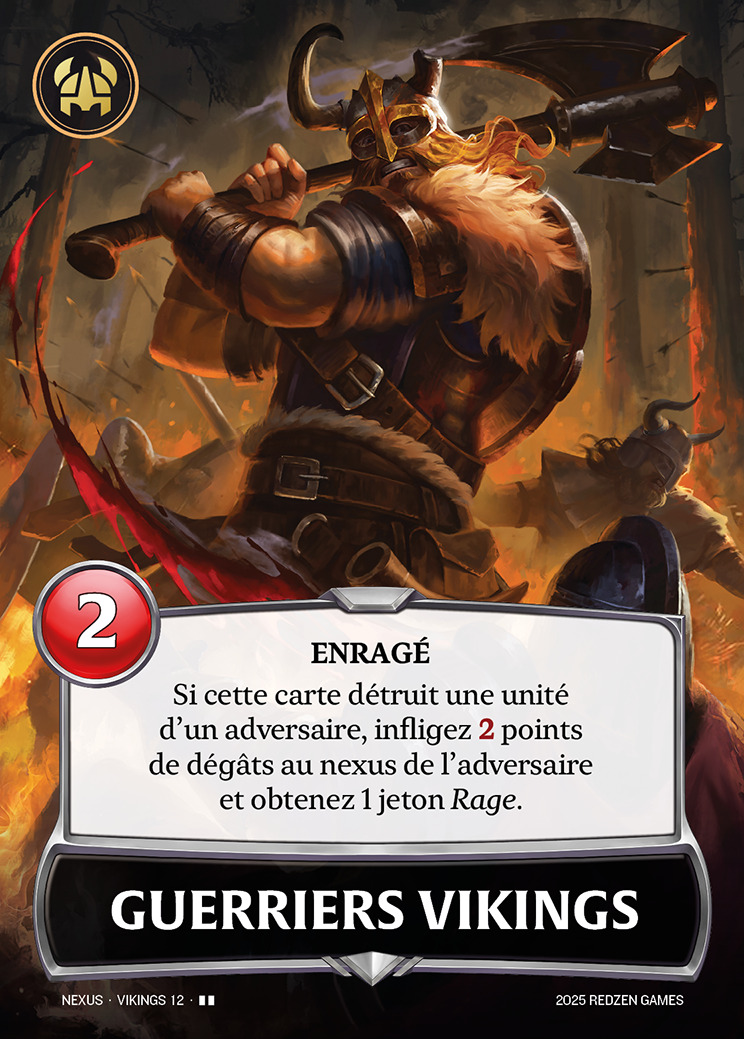 2
ENRAGÉ
Si cette carte détruit une unité
d'un adversaire, infligez 2 points
de dégâts au nexus de l'adversaire
et obtenez 1 jeton Rage.
GUERRIERS VIKINGS
NEXUS · VIKINGS 12 · ▮▮
2025 REDZEN GAMES